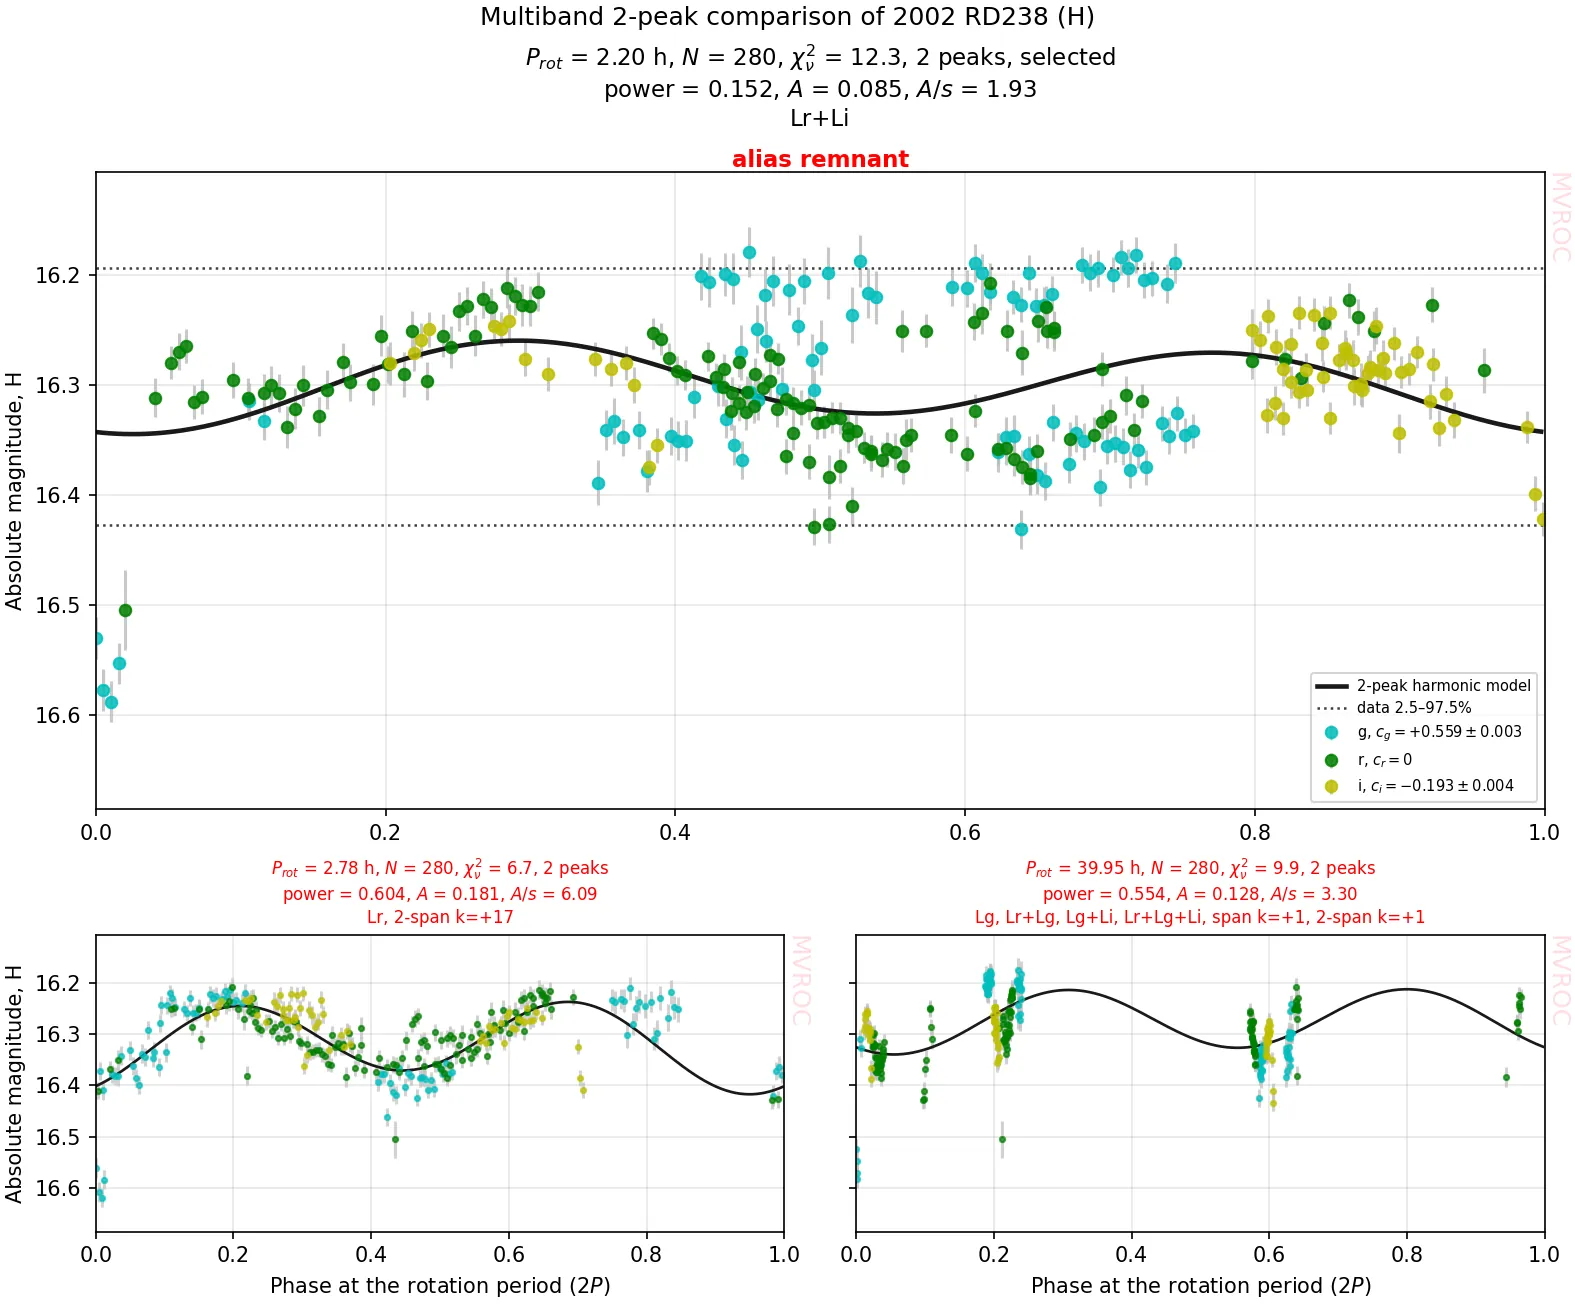 Multiband 2-peak comparison of 2002 RD238 (H)
P_rot = 2.20 h, N = 280, χ²_ν = 12.3, 2 peaks, selected
power = 0.152, A = 0.085, A/s = 1.93
Lr+Li
alias remnant
MVROC
Absolute magnitude, H
16.2
16.3
16.4
16.5
16.6
2-peak harmonic model
data 2.5–97.5%
g, c_g = +0.559 ± 0.003
r, c_r = 0
i, c_i = −0.193 ± 0.004
0.0 0.2 0.4 0.6 0.8 1.0
P_rot = 2.78 h, N = 280, χ²_ν = 6.7, 2 peaks
power = 0.604, A = 0.181, A/s = 6.09
Lr, 2-span k=+17
MVROC
Absolute magnitude, H
16.2
16.3
16.4
16.5
16.6
0.0 0.2 0.4 0.6 0.8 1.0
Phase at the rotation period (2P)
P_rot = 39.95 h, N = 280, χ²_ν = 9.9, 2 peaks
power = 0.554, A = 0.128, A/s = 3.30
Lg, Lr+Lg, Lg+Li, Lr+Lg+Li, span k=+1, 2-span k=+1
MVROC
0.0 0.2 0.4 0.6 0.8 1.0
Phase at the rotation period (2P)